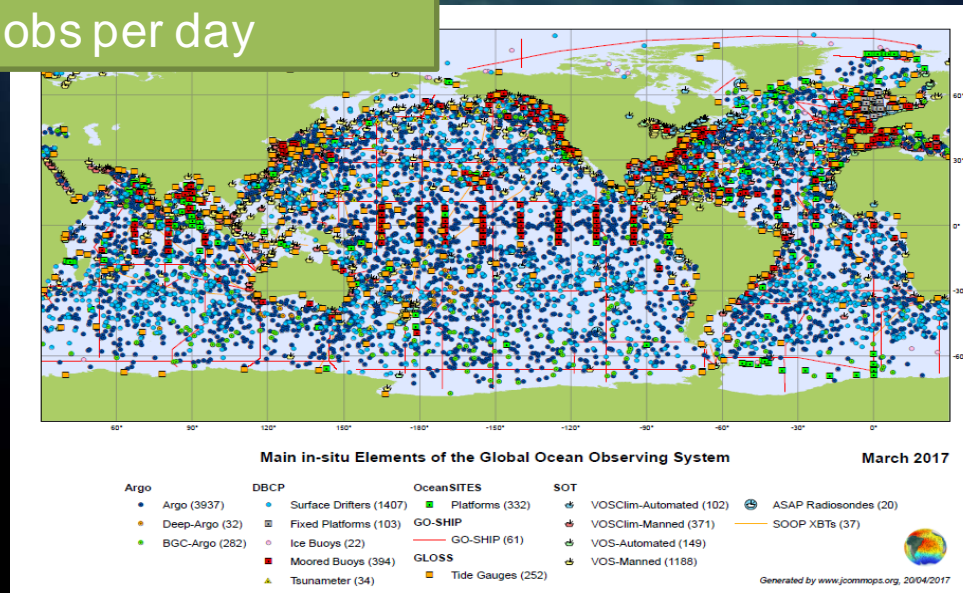 obs per day
60°
30°
0°
-30
-60
60° 90° 120° 150° -180° -150° -120° -90° -60° -30° 0°
Main in-situ Elements of the Global Ocean Observing System March 2017
Argo DBCP OceanSITES SOT
Argo (3937) Surface Drifters (1407) Platforms (332) VOSClim-Automated (102) ASAP Radiosondes (20)
Deep-Argo (32) Fixed Platforms (103) GO-SHIP VOSClim-Manned (371) SOOP XBTs (37)
BGC-Argo (282) Ice Buoys (22) GO-SHIP (61) VOS-Automated (149)
Moored Buoys (394) GLOSS VOS-Manned (1188)
Tsunameter (34) Tide Gauges (252)
Generated by www.jcommops.org, 20/04/2017